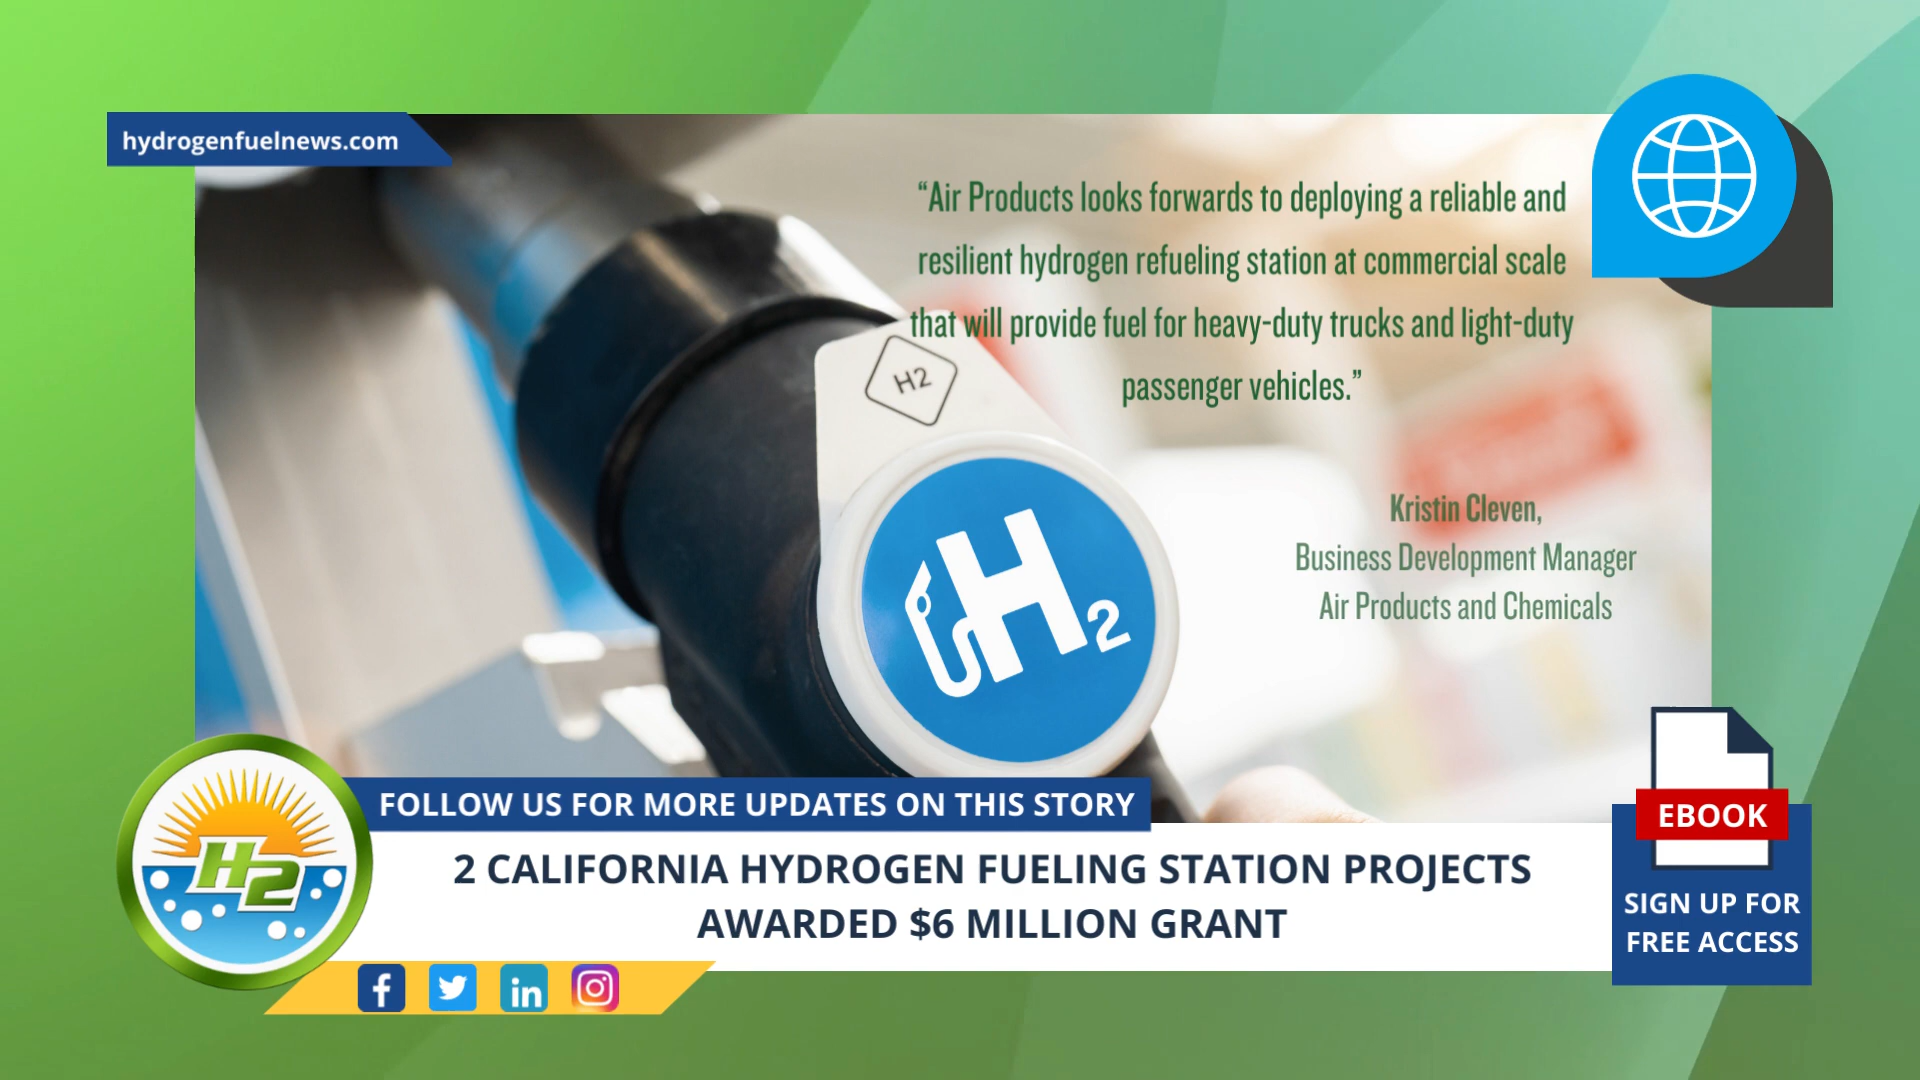 hydrogenfuelnews.com
“Air Products looks forwards to deploying a reliable and
resilient hydrogen refueling station at commercial scale
that will provide fuel for heavy-duty trucks and light-duty
passenger vehicles.”
H2
Kristin Cleven,
Business Development Manager
Air Products and Chemicals
H2
FOLLOW US FOR MORE UPDATES ON THIS STORY
H2
2 CALIFORNIA HYDROGEN FUELING STATION PROJECTS
AWARDED $6 MILLION GRANT
EBOOK
SIGN UP FOR
FREE ACCESS
f
in